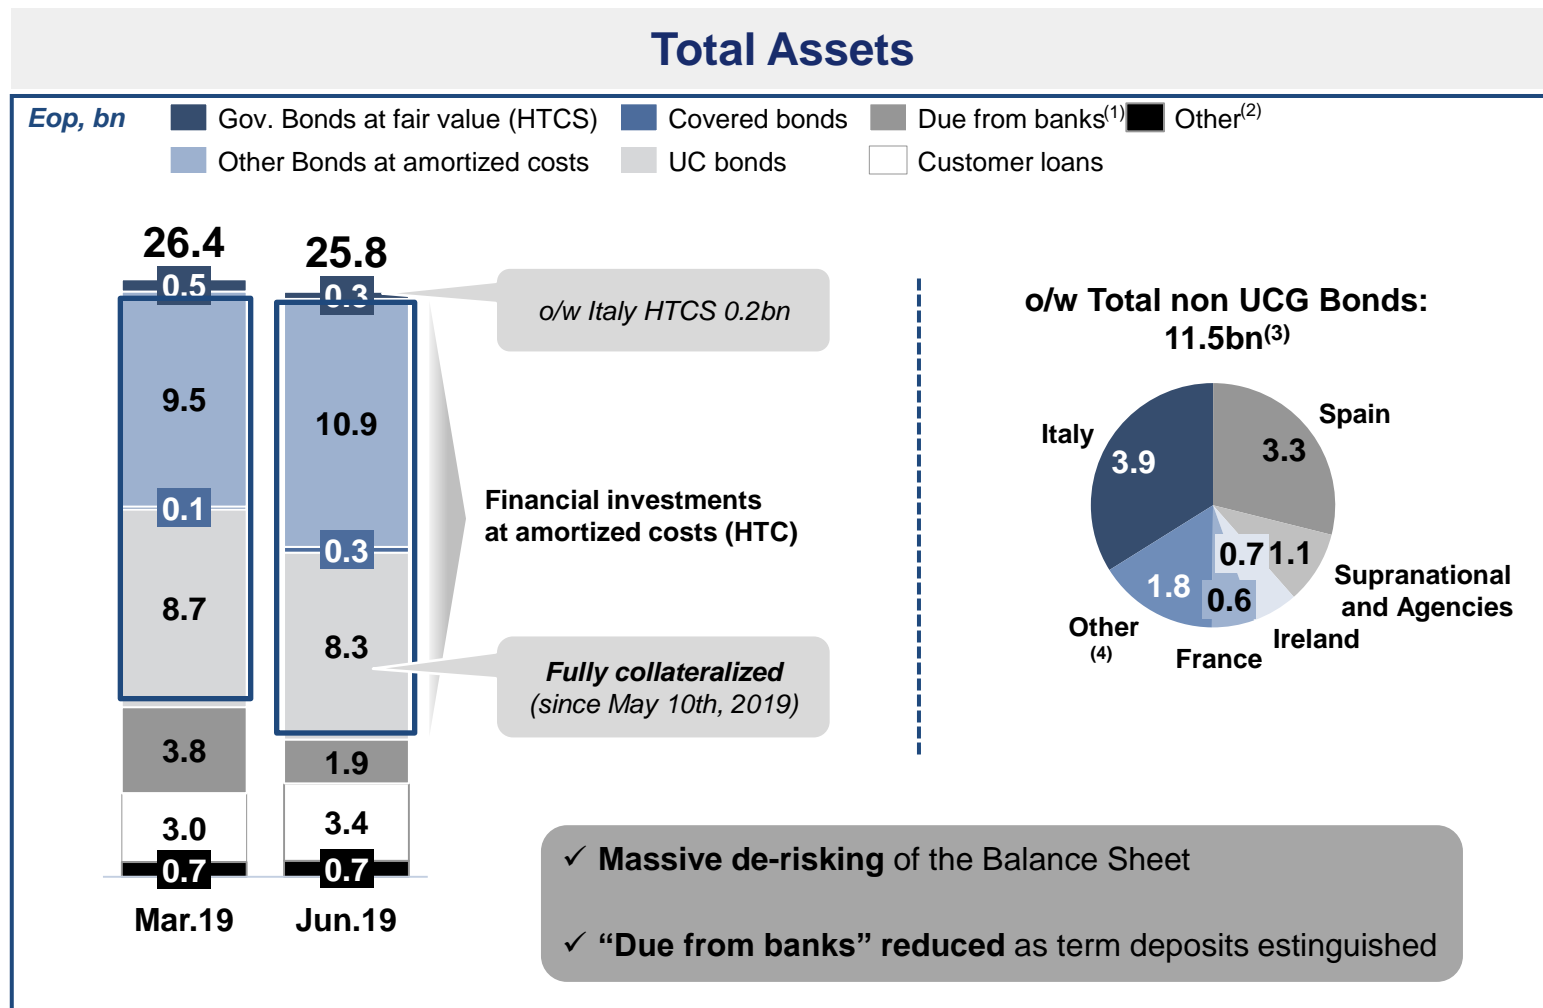 Total Assets
Eop, bn
Gov. Bonds at fair value (HTCS)
Covered bonds
Due from banks(1)
Other(2)
Other Bonds at amortized costs
UC bonds
Customer loans
26.4
0.5
9.5
0.1
8.7
3.8
3.0
0.7
Mar.19
25.8
0.3
10.9
0.3
8.3
1.9
3.4
0.7
Jun.19
o/w Italy HTCS 0.2bn
Financial investments
at amortized costs (HTC)
Fully collateralized
(since May 10th, 2019)
o/w Total non UCG Bonds:
11.5bn(3)
Italy
3.9
Spain
3.3
0.7
1.1
Supranational
and Agencies
1.8
0.6
Other
(4)
France
Ireland
✓ Massive de-risking of the Balance Sheet
✓ “Due from banks” reduced as term deposits estinguished